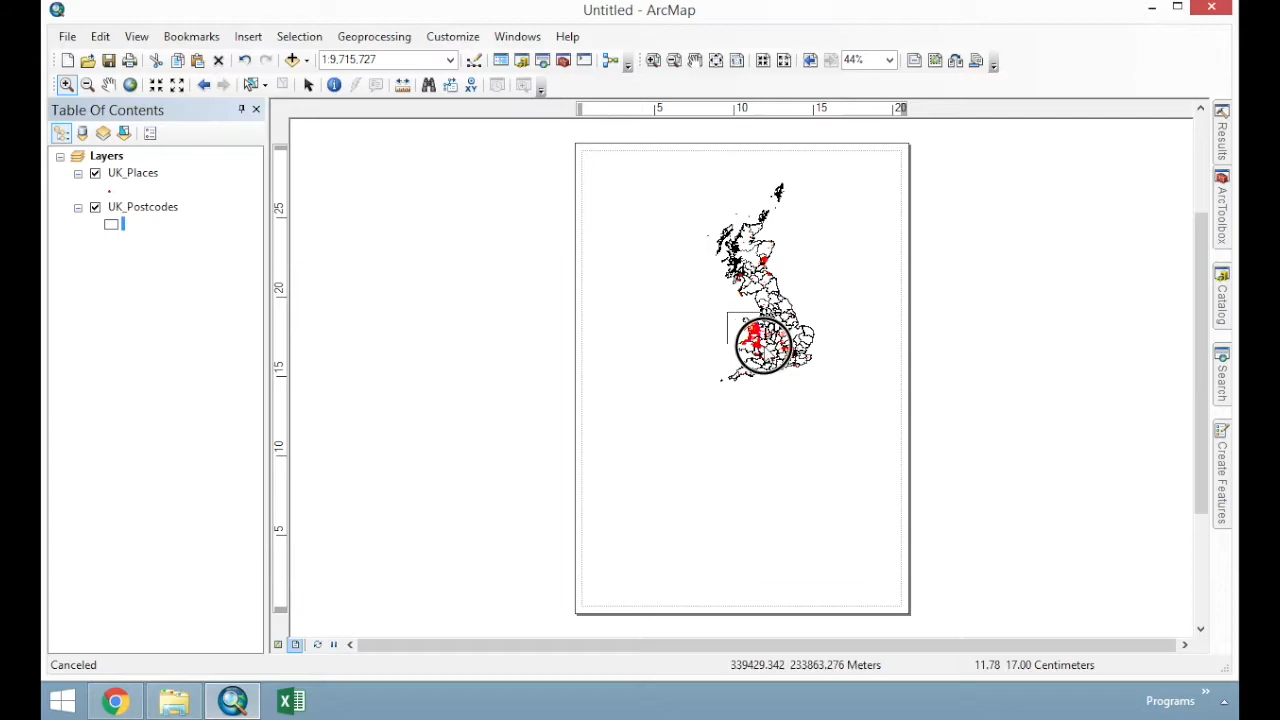 Untitled - ArcMap
File Edit View Bookmarks Insert Selection Geoprocessing Customize Windows Help
1:9,715,727 44%
Table Of Contents
Layers
UK_Places
UK_Postcodes
5 10 15 20
25
20
15
10
5
Results
ArcToolbox
Catalog
Search
Create Features
Canceled 339429.342 233863.276 Meters 11.78 17.00 Centimeters
Programs